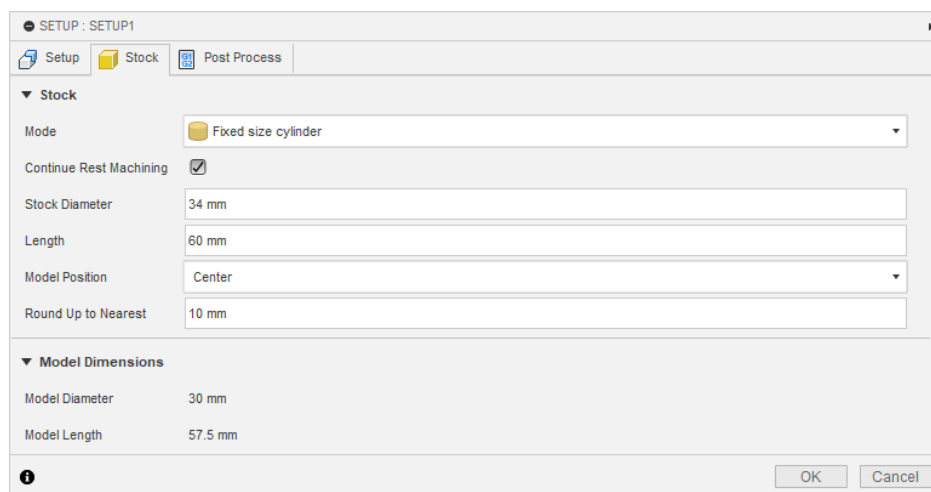 SETUP : SETUP1
Setup Stock G1 G2 Post Process
Stock
Mode Fixed size cylinder
Continue Rest Machining
Stock Diameter 34 mm
Length 60 mm
Model Position Center
Round Up to Nearest 10 mm
Model Dimensions
Model Diameter 30 mm
Model Length 57.5 mm
OK Cancel